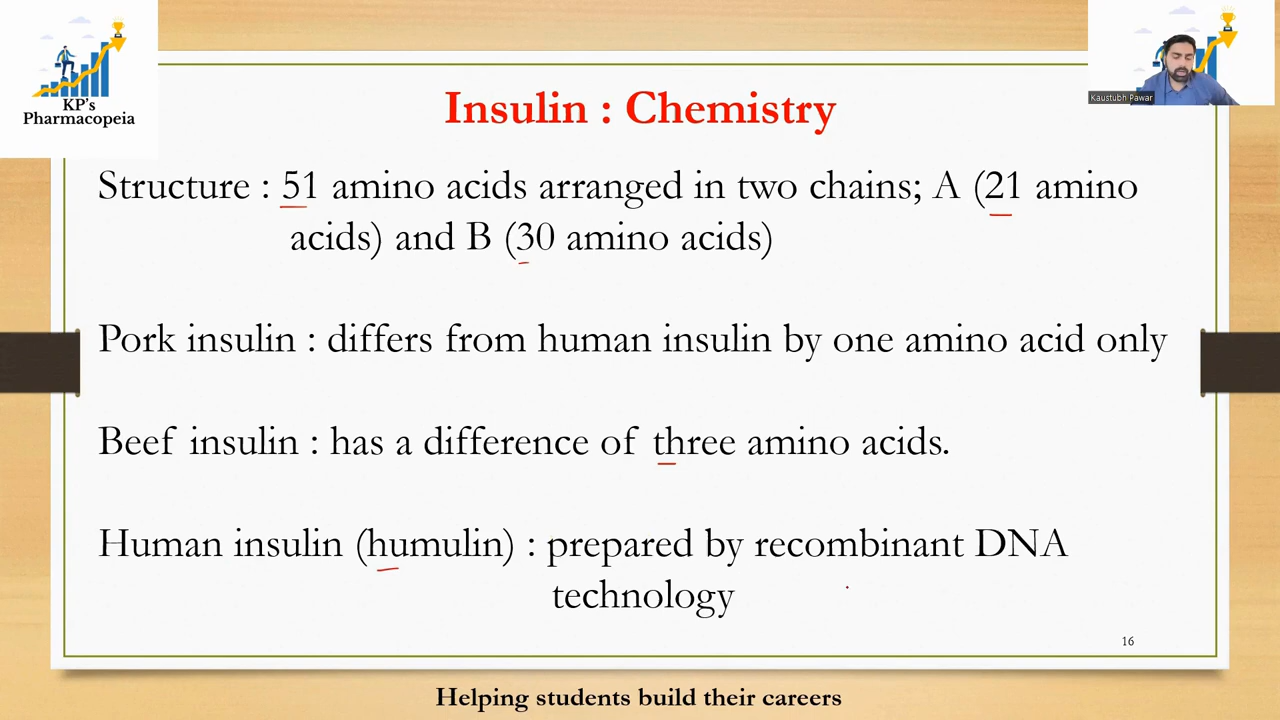 KP's
Pharmacopeia
Kaustubh Pawar
Insulin : Chemistry
Structure : 51 amino acids arranged in two chains; A (21 amino
acids) and B (30 amino acids)
Pork insulin : differs from human insulin by one amino acid only
Beef insulin : has a difference of three amino acids.
Human insulin (humulin) : prepared by recombinant DNA
technology
16
Helping students build their careers